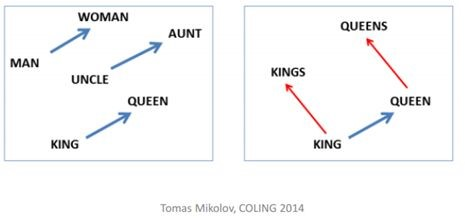 WOMAN
AUNT
MAN
UNCLE
QUEEN
KING
QUEENS
KINGS
QUEEN
KING
Tomas Mikolov, COLING 2014